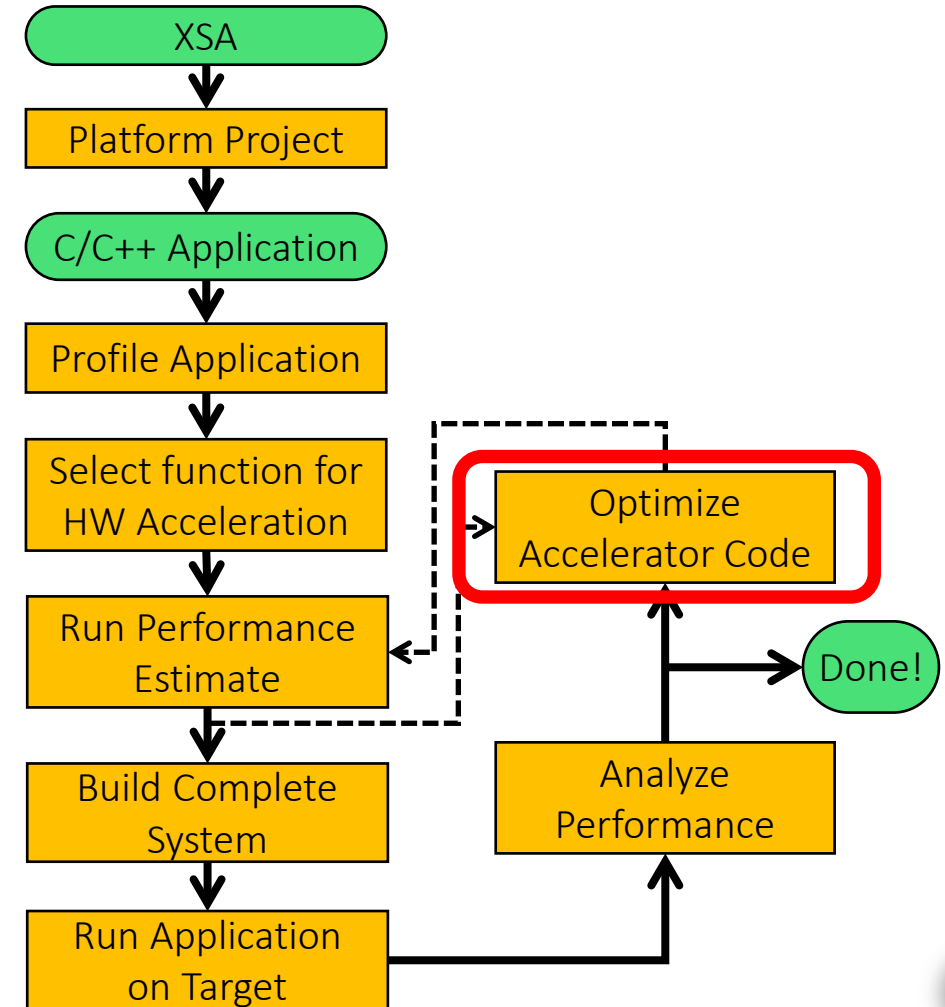 XSA
Platform Project
C/C++ Application
Profile Application
Select function for
HW Acceleration
Run Performance
Estimate
Build Complete
System
Run Application
on Target
Optimize
Accelerator Code
Done!
Analyze
Performance